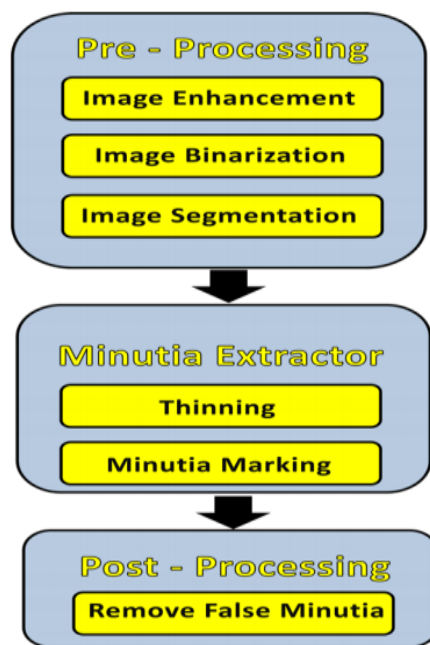 Pre - Processing
Image Enhancement
Image Binarization
Image Segmentation
Minutia Extractor
Thinning
Minutia Marking
Post - Processing
Remove False Minutia